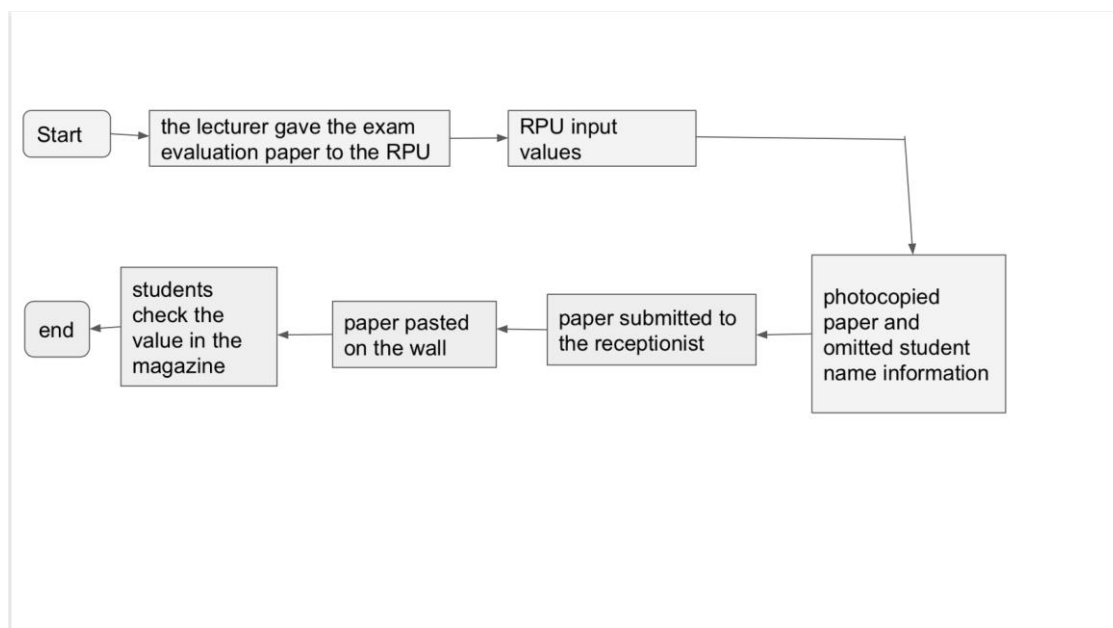 Start
the lecturer gave the exam
evaluation paper to the RPU
RPU input
values
photocopied
paper and
omitted student
name information
paper submitted to
the receptionist
paper pasted
on the wall
students
check the
value in the
magazine
end